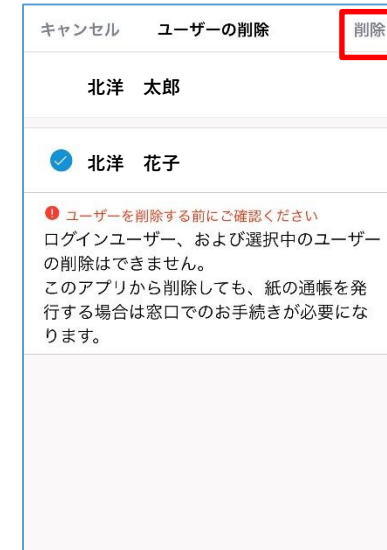 キャンセル ユーザーの削除 削除
北洋 太郎
北洋 花子
ユーザーを削除する前にご確認ください
ログインユーザー、および選択中のユーザー
の削除はできません。
このアプリから削除しても、紙の通帳を発
行する場合は窓口でのお手続きが必要にな
ります。